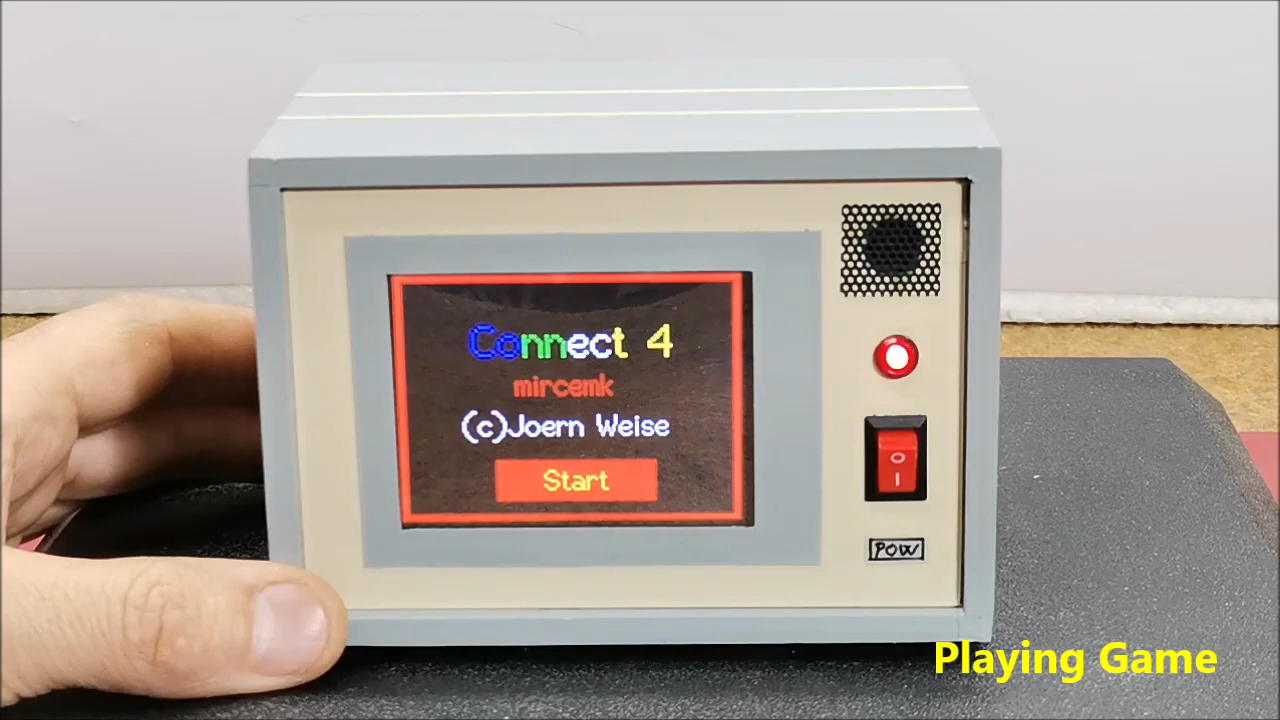 Connect 4
mircemk
(c)Joern Weise
Start
O
I
POW
Playing Game